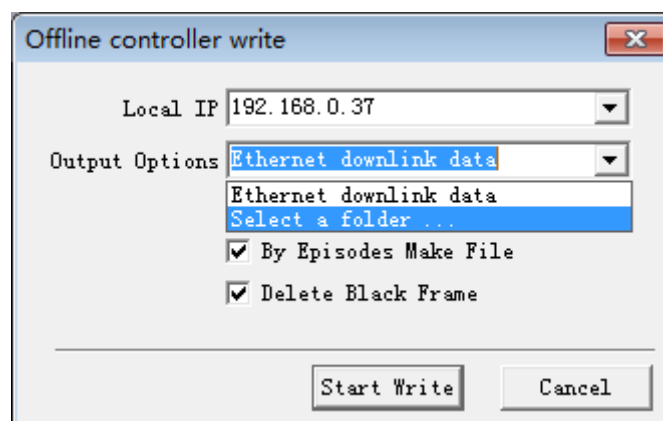 Offline controller write
Local IP 192.168.0.37
Output Options Ethernet downlink data
Ethernet downlink data
Select a folder ...
By Episodes Make File
Delete Black Frame
Start Write Cancel